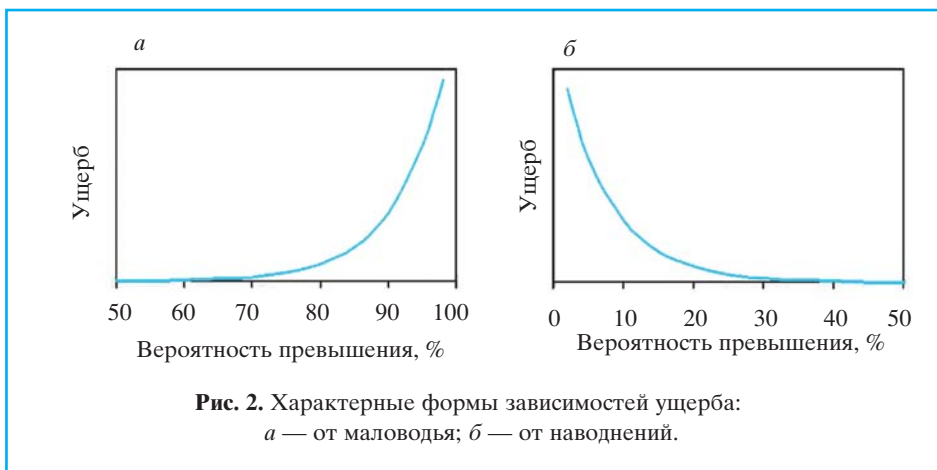 а
Ущерб
50 60 70 80 90 100
Вероятность превышения, %
б
Ущерб
0 10 20 30 40 50
Вероятность превышения, %
Рис. 2. Характерные формы зависимостей ущерба:
а — от маловодья; б — от наводнений.